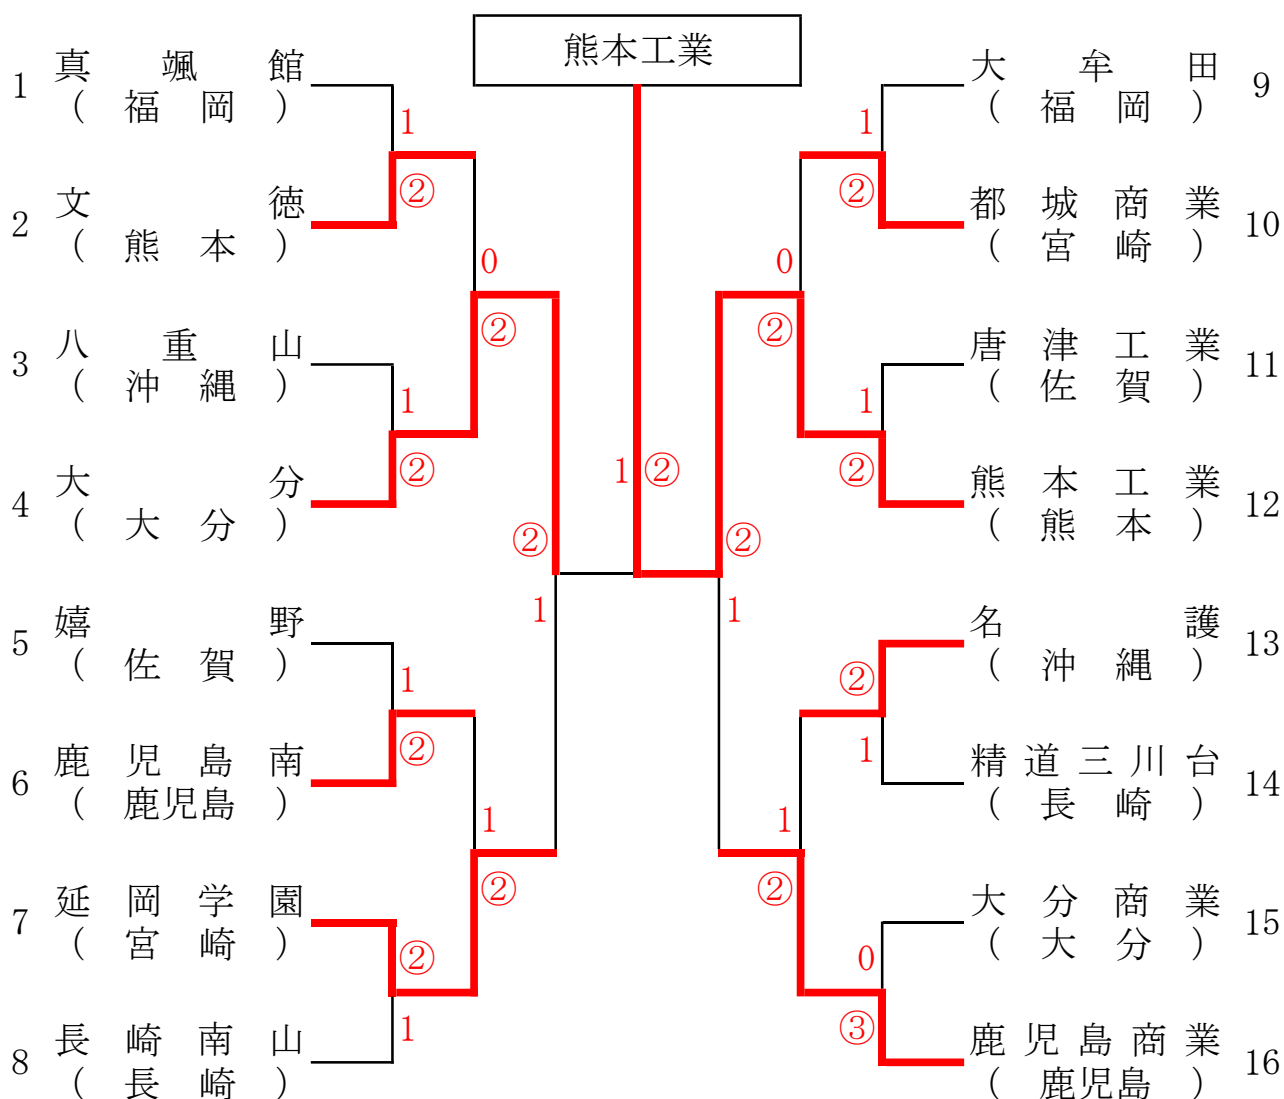 熊本工業
1 真颯館
(福岡)
1
②
2 文徳
(熊本)
0
②
3 八重山
(沖縄)
1
②
4 大分
(大分)
②
1
5 嬉野
(佐賀)
1
②
6 鹿児島南
(鹿児島)
1
②
7 延岡学園
(宮崎)
②
1
8 長崎南山
(長崎)
1 ②
大牟田 9
(福岡)
1
②
都城商業 10
(宮崎)
0
②
唐津工業 11
(佐賀)
1
②
熊本工業 12
(熊本)
②
1
名護 13
(沖縄)
②
1
精道三川台 14
(長崎)
1
②
大分商業 15
(大分)
0
③
鹿児島商業 16
(鹿児島)